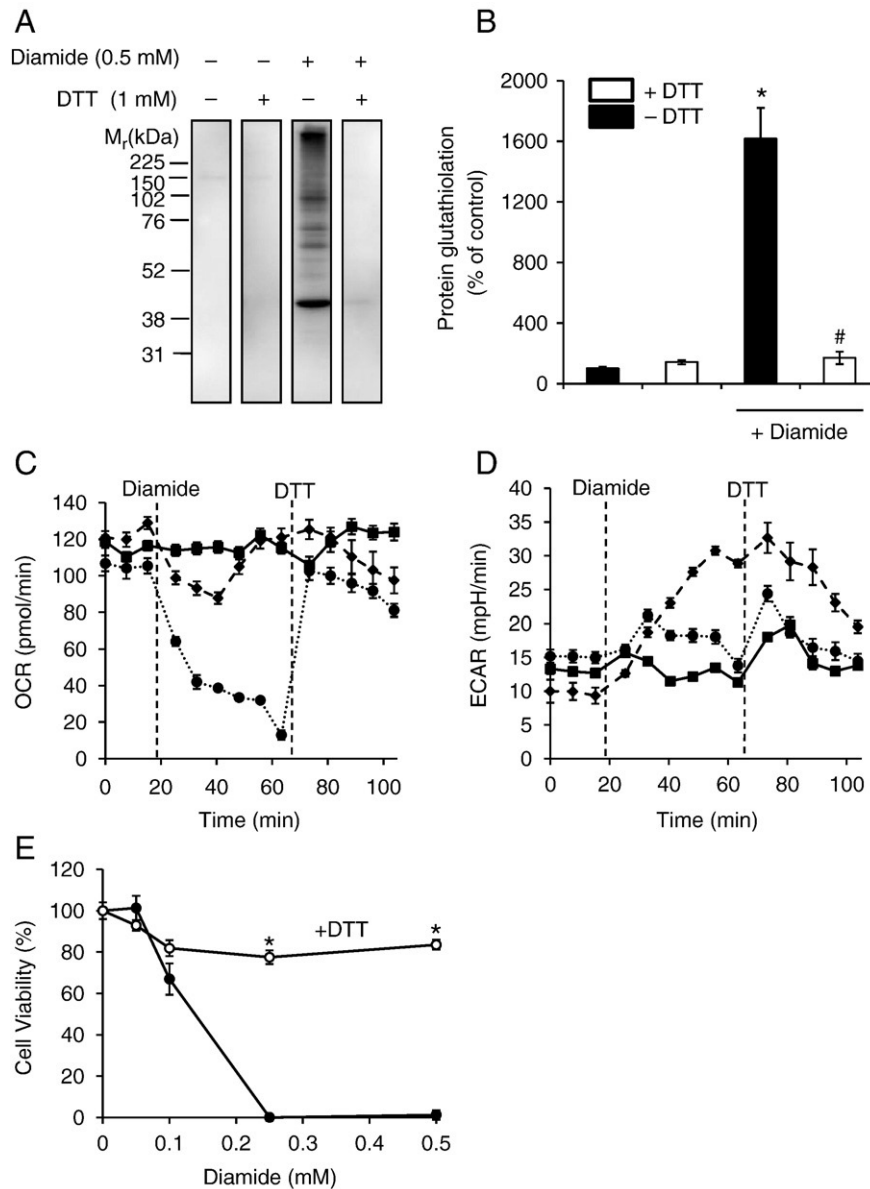 A
Diamide (0.5 mM) – – + +
DTT (1 mM) – + – +
Mr(kDa)
225
150
102
76
52
38
31
B
Protein glutathiolation
(% of control)
2000
1600
1200
800
400
0
+ DTT
– DTT
*
#
+ Diamide
C
Diamide
DTT
OCR (pmol/min)
140
120
100
80
60
40
20
0
0 20 40 60 80 100
Time (min)
D
Diamide
DTT
ECAR (mpH/min)
40
35
30
25
20
15
10
5
0
0 20 40 60 80 100
Time (min)
E
Cell Viability (%)
120
100
80
60
40
20
0
* +DTT *
0 0.1 0.2 0.3 0.4 0.5
Diamide (mM)